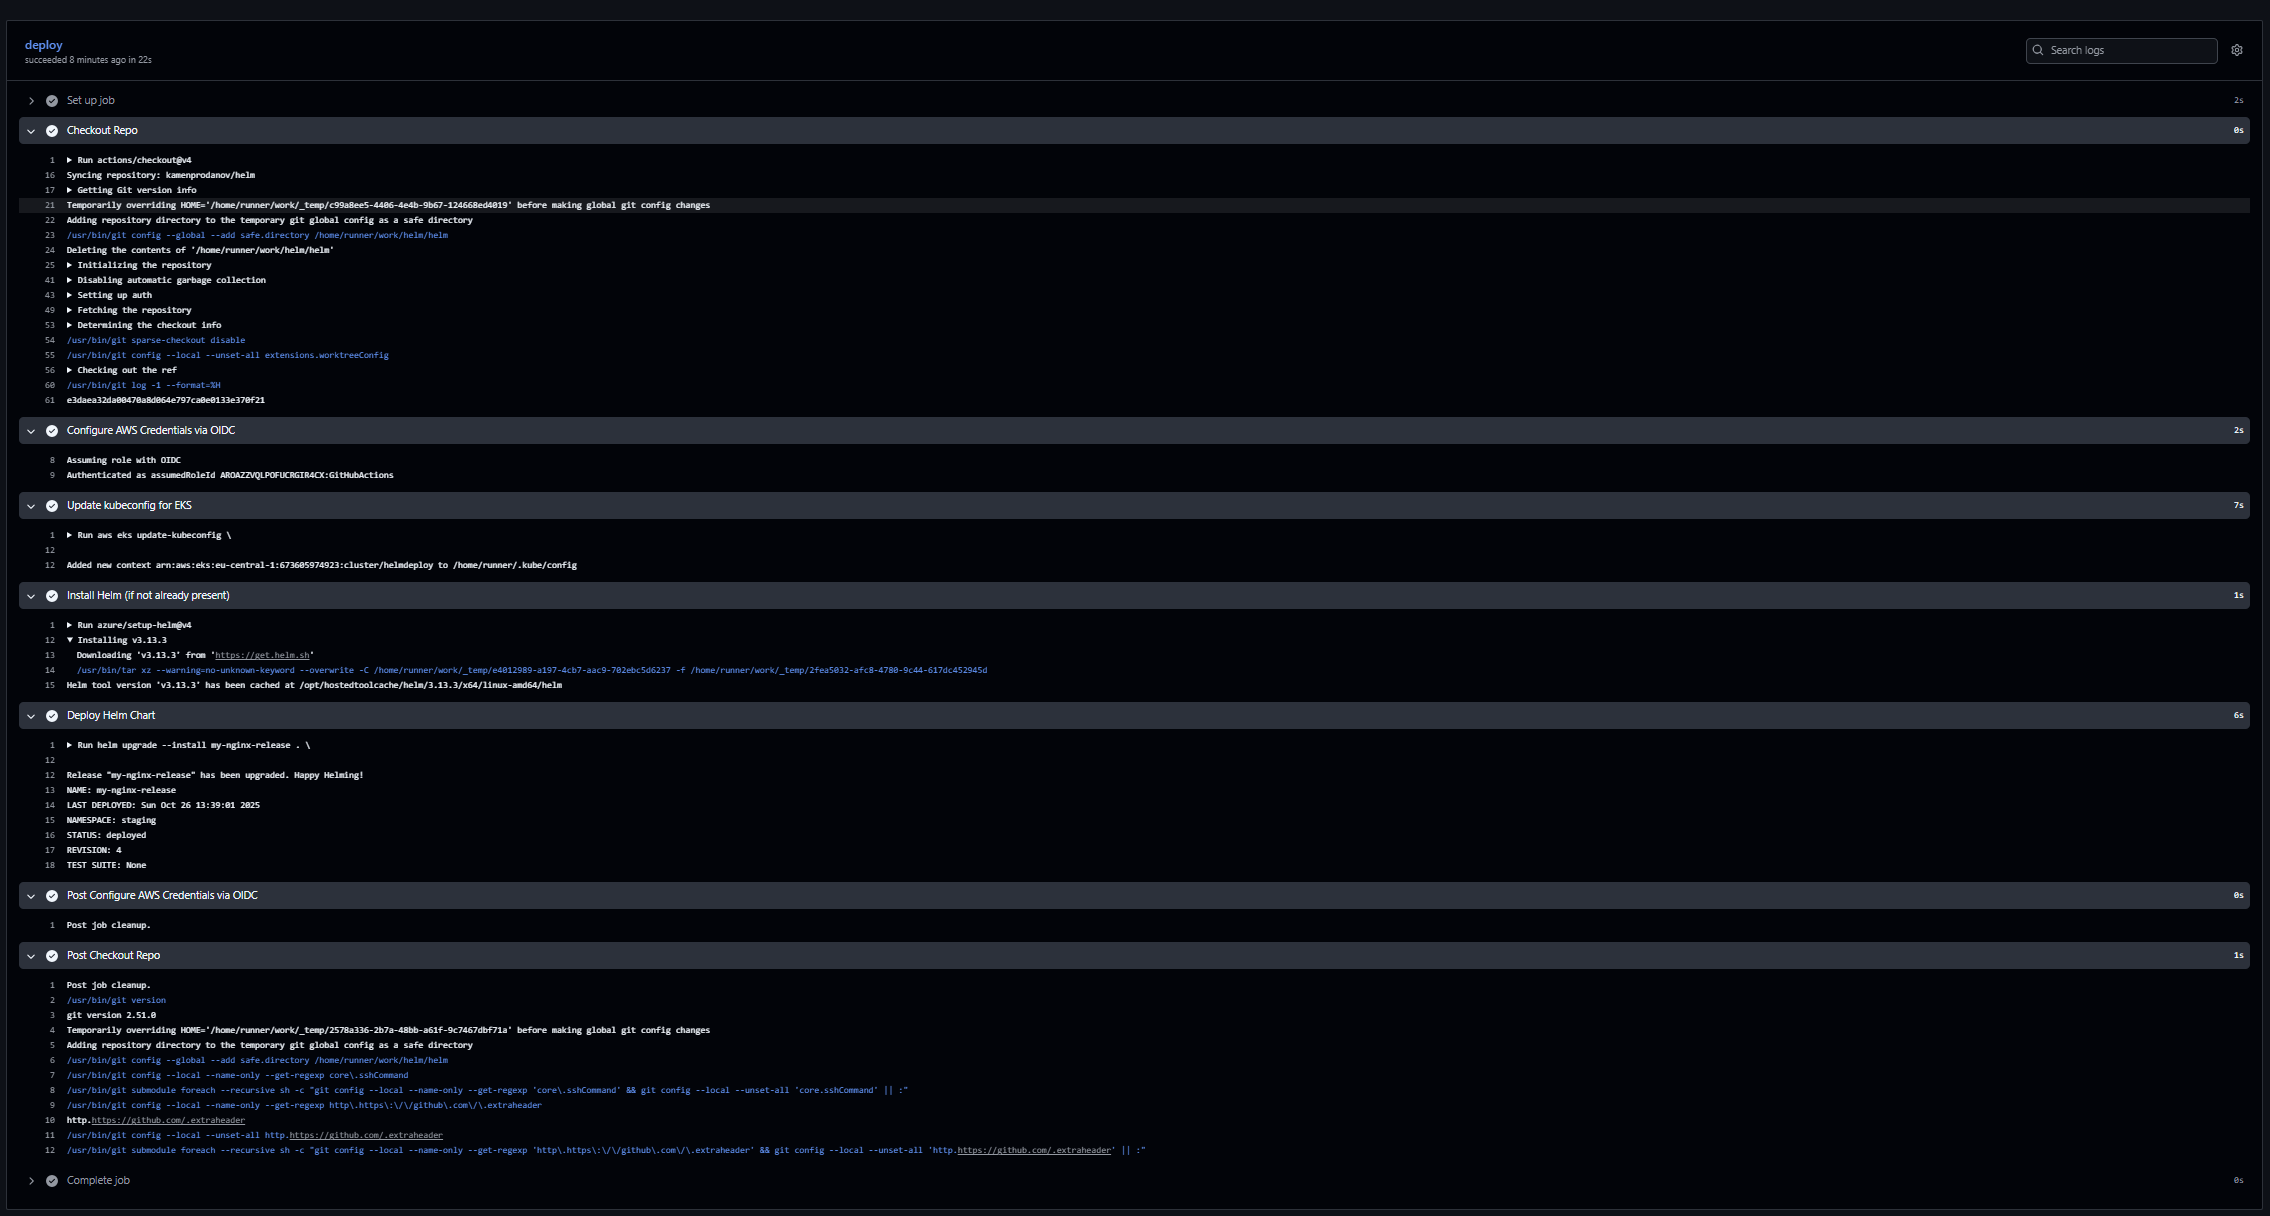 deploy
succeeded 8 minutes ago in 22s
Search logs
Set up job 2s
Checkout Repo 0s
1 Run actions/checkout@v4
16 Syncing repository: kamenprodanov/helm
17 Getting Git version info
21 Temporarily overriding HOME='/home/runner/work/_temp/c99a8ee5-4406-4e4b-9b67-124668ed4019' before making global git config changes
22 Adding repository directory to the temporary git global config as a safe directory
23 /usr/bin/git config --global --add safe.directory /home/runner/work/helm/helm
24 Deleting the contents of '/home/runner/work/helm/helm'
25 Initializing the repository
41 Disabling automatic garbage collection
43 Setting up auth
49 Fetching the repository
53 Determining the checkout info
54 /usr/bin/git sparse-checkout disable
55 /usr/bin/git config --local --unset-all extensions.worktreeConfig
56 Checking out the ref
60 /usr/bin/git log -1 --format=%H
61 e3daea32da00470a8d064e797ca0e0133e370f21
Configure AWS Credentials via OIDC 2s
8 Assuming role with OIDC
9 Authenticated as assumedRoleId AROAZZVQLPOFUCRGIR4CX:GitHubActions
Update kubeconfig for EKS 7s
1 Run aws eks update-kubeconfig \
12
12 Added new context arn:aws:eks:eu-central-1:673605974923:cluster/helmdeploy to /home/runner/.kube/config
Install Helm (if not already present) 1s
1 Run azure/setup-helm@v4
12 Installing v3.13.3
13 Downloading 'v3.13.3' from 'https://get.helm.sh'
14 /usr/bin/tar xz --warning=no-unknown-keyword --overwrite -C /home/runner/work/_temp/e4012989-a197-4cb7-aac9-702ebc5d6237 -f /home/runner/work/_temp/2fea5032-afc8-4780-9c44-617dc452945d
15 Helm tool version 'v3.13.3' has been cached at /opt/hostedtoolcache/helm/3.13.3/x64/linux-amd64/helm
Deploy Helm Chart 6s
1 Run helm upgrade --install my-nginx-release . \
12
12 Release "my-nginx-release" has been upgraded. Happy Helming!
13 NAME: my-nginx-release
14 LAST DEPLOYED: Sun Oct 26 13:39:01 2025
15 NAMESPACE: staging
16 STATUS: deployed
17 REVISION: 4
18 TEST SUITE: None
Post Configure AWS Credentials via OIDC 0s
1 Post job cleanup.
Post Checkout Repo 1s
1 Post job cleanup.
2 /usr/bin/git version
3 git version 2.51.0
4 Temporarily overriding HOME='/home/runner/work/_temp/2578a336-2b7a-48bb-a61f-9c7467dbf71a' before making global git config changes
5 Adding repository directory to the temporary git global config as a safe directory
6 /usr/bin/git config --global --add safe.directory /home/runner/work/helm/helm
7 /usr/bin/git config --local --name-only --get-regexp core\.sshCommand
8 /usr/bin/git submodule foreach --recursive sh -c "git config --local --name-only --get-regexp 'core\.sshCommand' && git config --local --unset-all 'core.sshCommand' || :"
9 /usr/bin/git config --local --name-only --get-regexp http\.https\:\/\/github\.com\/\.extraheader
10 http.https://github.com/.extraheader
11 /usr/bin/git config --local --unset-all http.https://github.com/.extraheader
12 /usr/bin/git submodule foreach --recursive sh -c "git config --local --name-only --get-regexp 'http\.https\:\/\/github\.com\/\.extraheader' && git config --local --unset-all 'http.https://github.com/.extraheader' || :"
Complete job 0s